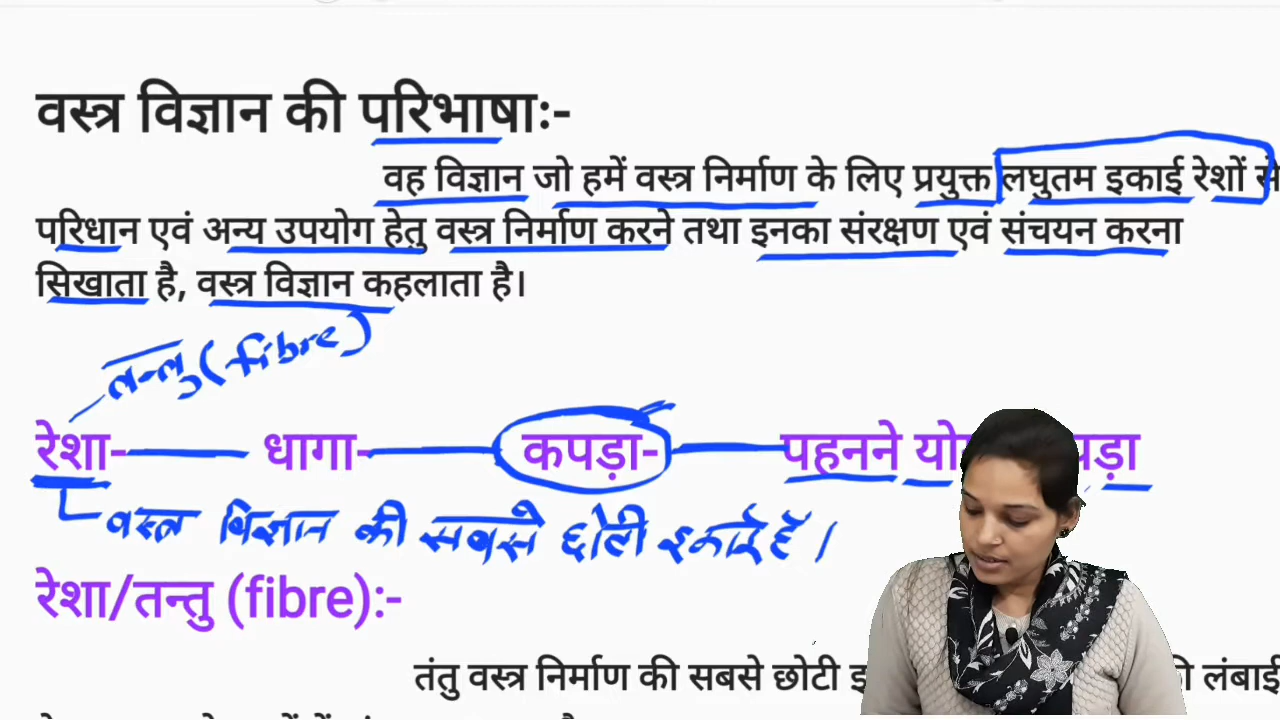 वस्त्र विज्ञान की परिभाषाः-
वह विज्ञान जो हमें वस्त्र निर्माण के लिए प्रयुक्त लघुतम इकाई रेशों से
परिधान एवं अन्य उपयोग हेतु वस्त्र निर्माण करने तथा इनका संरक्षण एवं संचयन करना
सिखाता है, वस्त्र विज्ञान कहलाता है।
तन्तु (fibre)
रेशा- धागा- कपड़ा- पहनने
वस्त्र विज्ञान की सबसे छोटी इकाई है।
रेशा/तन्तु (fibre):-
तंतु वस्त्र निर्माण की सबसे छोटी लंबाई